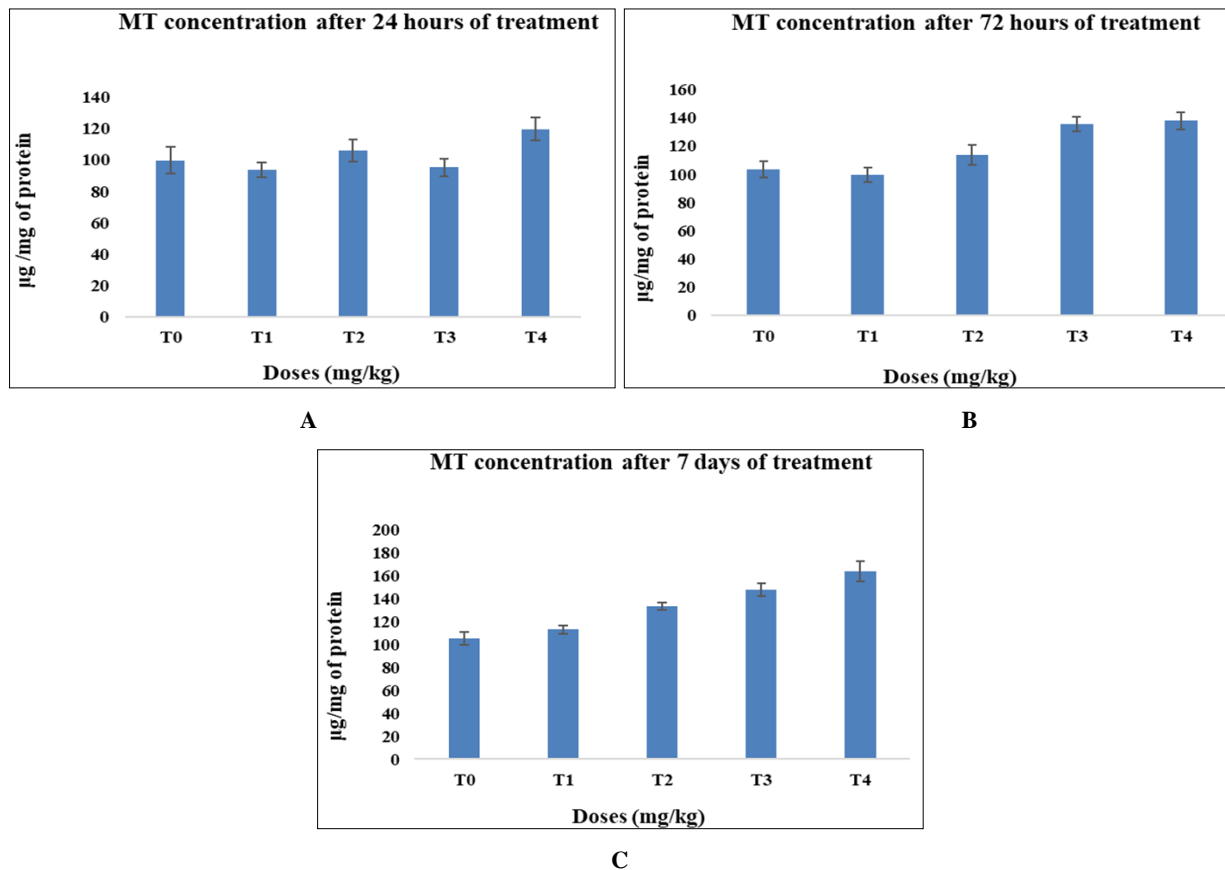 MT concentration after 24 hours of treatment
µg /mg of protein
140
120
100
80
60
40
20
0
T0 T1 T2 T3 T4
Doses (mg/kg)
A
MT concentration after 72 hours of treatment
µg/mg of protein
160
140
120
100
80
60
40
20
0
T0 T1 T2 T3 T4
Doses (mg/kg)
B
MT concentration after 7 days of treatment
µg/mg of protein
200
180
160
140
120
100
80
60
40
20
0
T0 T1 T2 T3 T4
Doses (mg/kg)
C